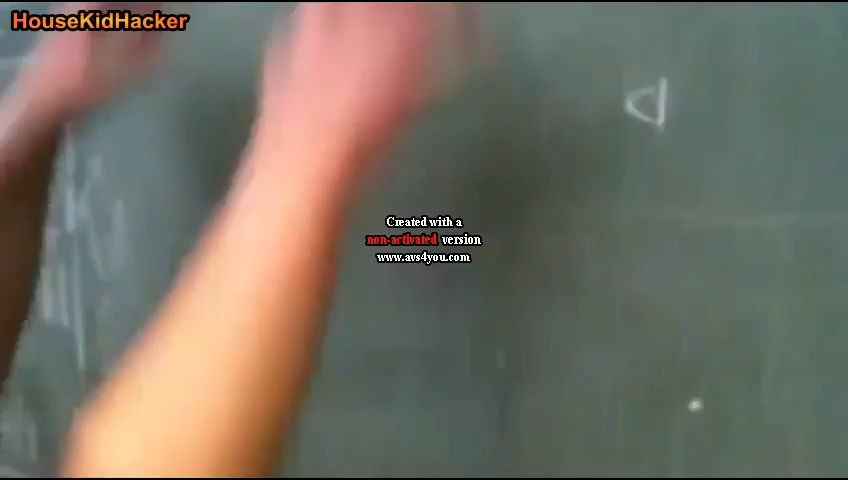 HouseKidHacker
Created with a
non-activated version
www.avs4you.com